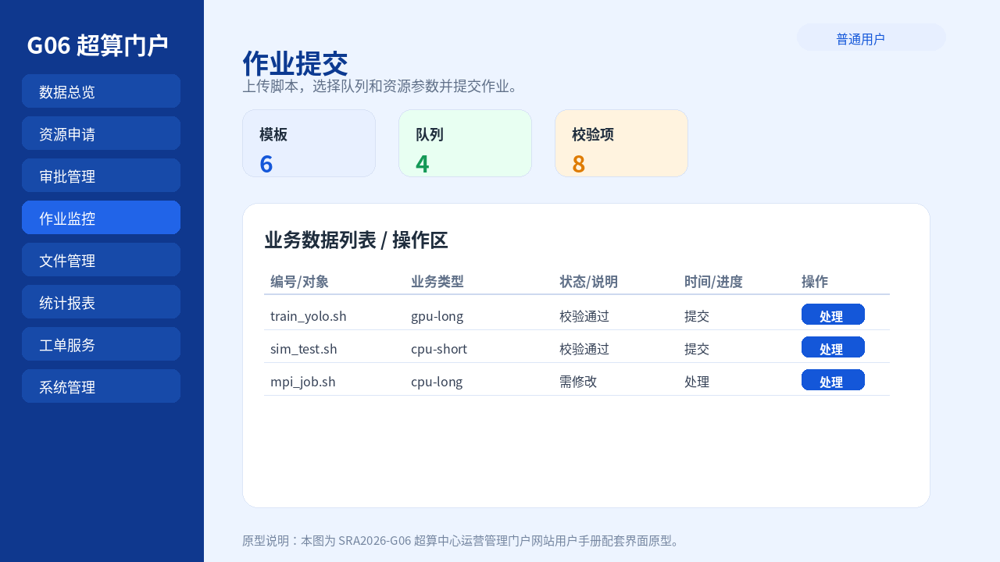 G06 超算门户
数据总览
资源申请
审批管理
作业监控
文件管理
统计报表
工单服务
系统管理
普通用户
作业提交
上传脚本，选择队列和资源参数并提交作业。
模板
6
队列
4
校验项
8
业务数据列表 / 操作区
编号/对象 业务类型 状态/说明 时间/进度 操作
train_yolo.sh gpu-long 校验通过 提交 处理
sim_test.sh cpu-short 校验通过 提交 处理
mpi_job.sh cpu-long 需修改 处理 处理
原型说明：本图为 SRA2026-G06 超算中心运营管理门户网站用户手册配套界面原型。